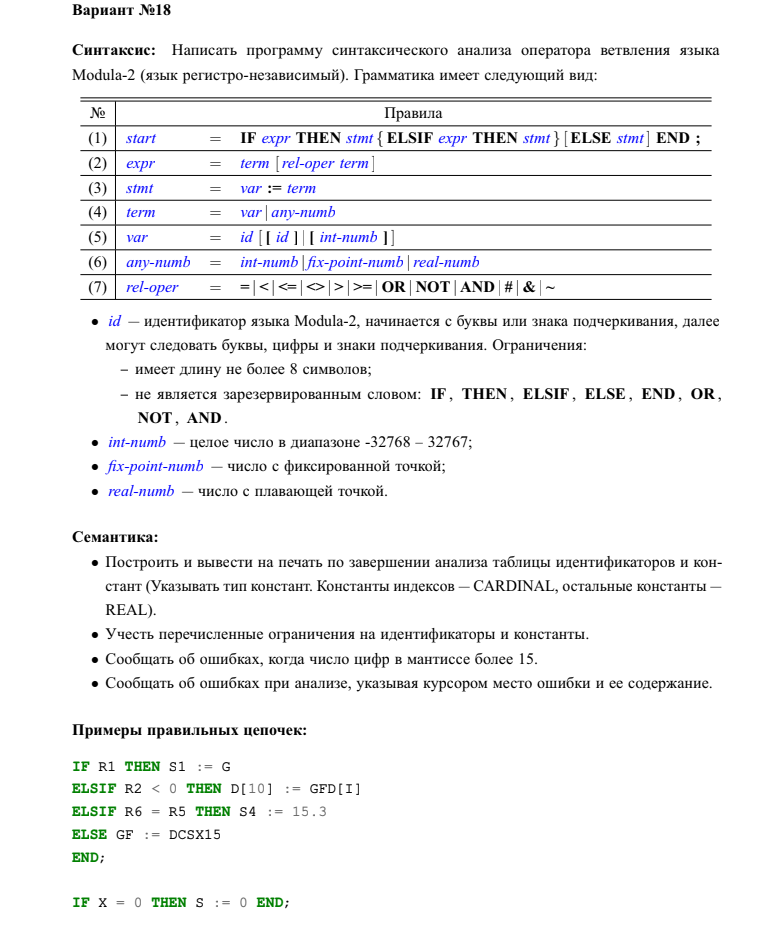 Вариант №18
Синтаксис: Написать программу синтаксического анализа оператора ветвления языка
Modula-2 (язык регистро-независимый). Грамматика имеет следующий вид:
№ Правила
(1) start = IF expr THEN stmt { ELSIF expr THEN stmt } [ ELSE stmt ] END ;
(2) expr = term [ rel-oper term ]
(3) stmt = var := term
(4) term = var | any-numb
(5) var = id [ [ id ] | [ int-numb ] ]
(6) any-numb = int-numb | fix-point-numb | real-numb
(7) rel-oper = = | < | <= | <> | > | >= | OR | NOT | AND | # | & | ~
• id — идентификатор языка Modula-2, начинается с буквы или знака подчеркивания, далее
могут следовать буквы, цифры и знаки подчеркивания. Ограничения:
– имеет длину не более 8 символов;
– не является зарезервированным словом: IF, THEN, ELSIF, ELSE, END, OR,
NOT, AND.
• int-numb — целое число в диапазоне -32768 – 32767;
• fix-point-numb — число с фиксированной точкой;
• real-numb — число с плавающей точкой.
Семантика:
• Построить и вывести на печать по завершении анализа таблицы идентификаторов и кон-
стант (Указывать тип констант. Константы индексов — CARDINAL, остальные константы —
REAL).
• Учесть перечисленные ограничения на идентификаторы и константы.
• Сообщать об ошибках, когда число цифр в мантиссе более 15.
• Сообщать об ошибках при анализе, указывая курсором место ошибки и ее содержание.
Примеры правильных цепочек:
IF R1 THEN S1 := G
ELSIF R2 < 0 THEN D[10] := GFD[I]
ELSIF R6 = R5 THEN S4 := 15.3
ELSE GF := DCSX15
END;
IF X = 0 THEN S := 0 END;